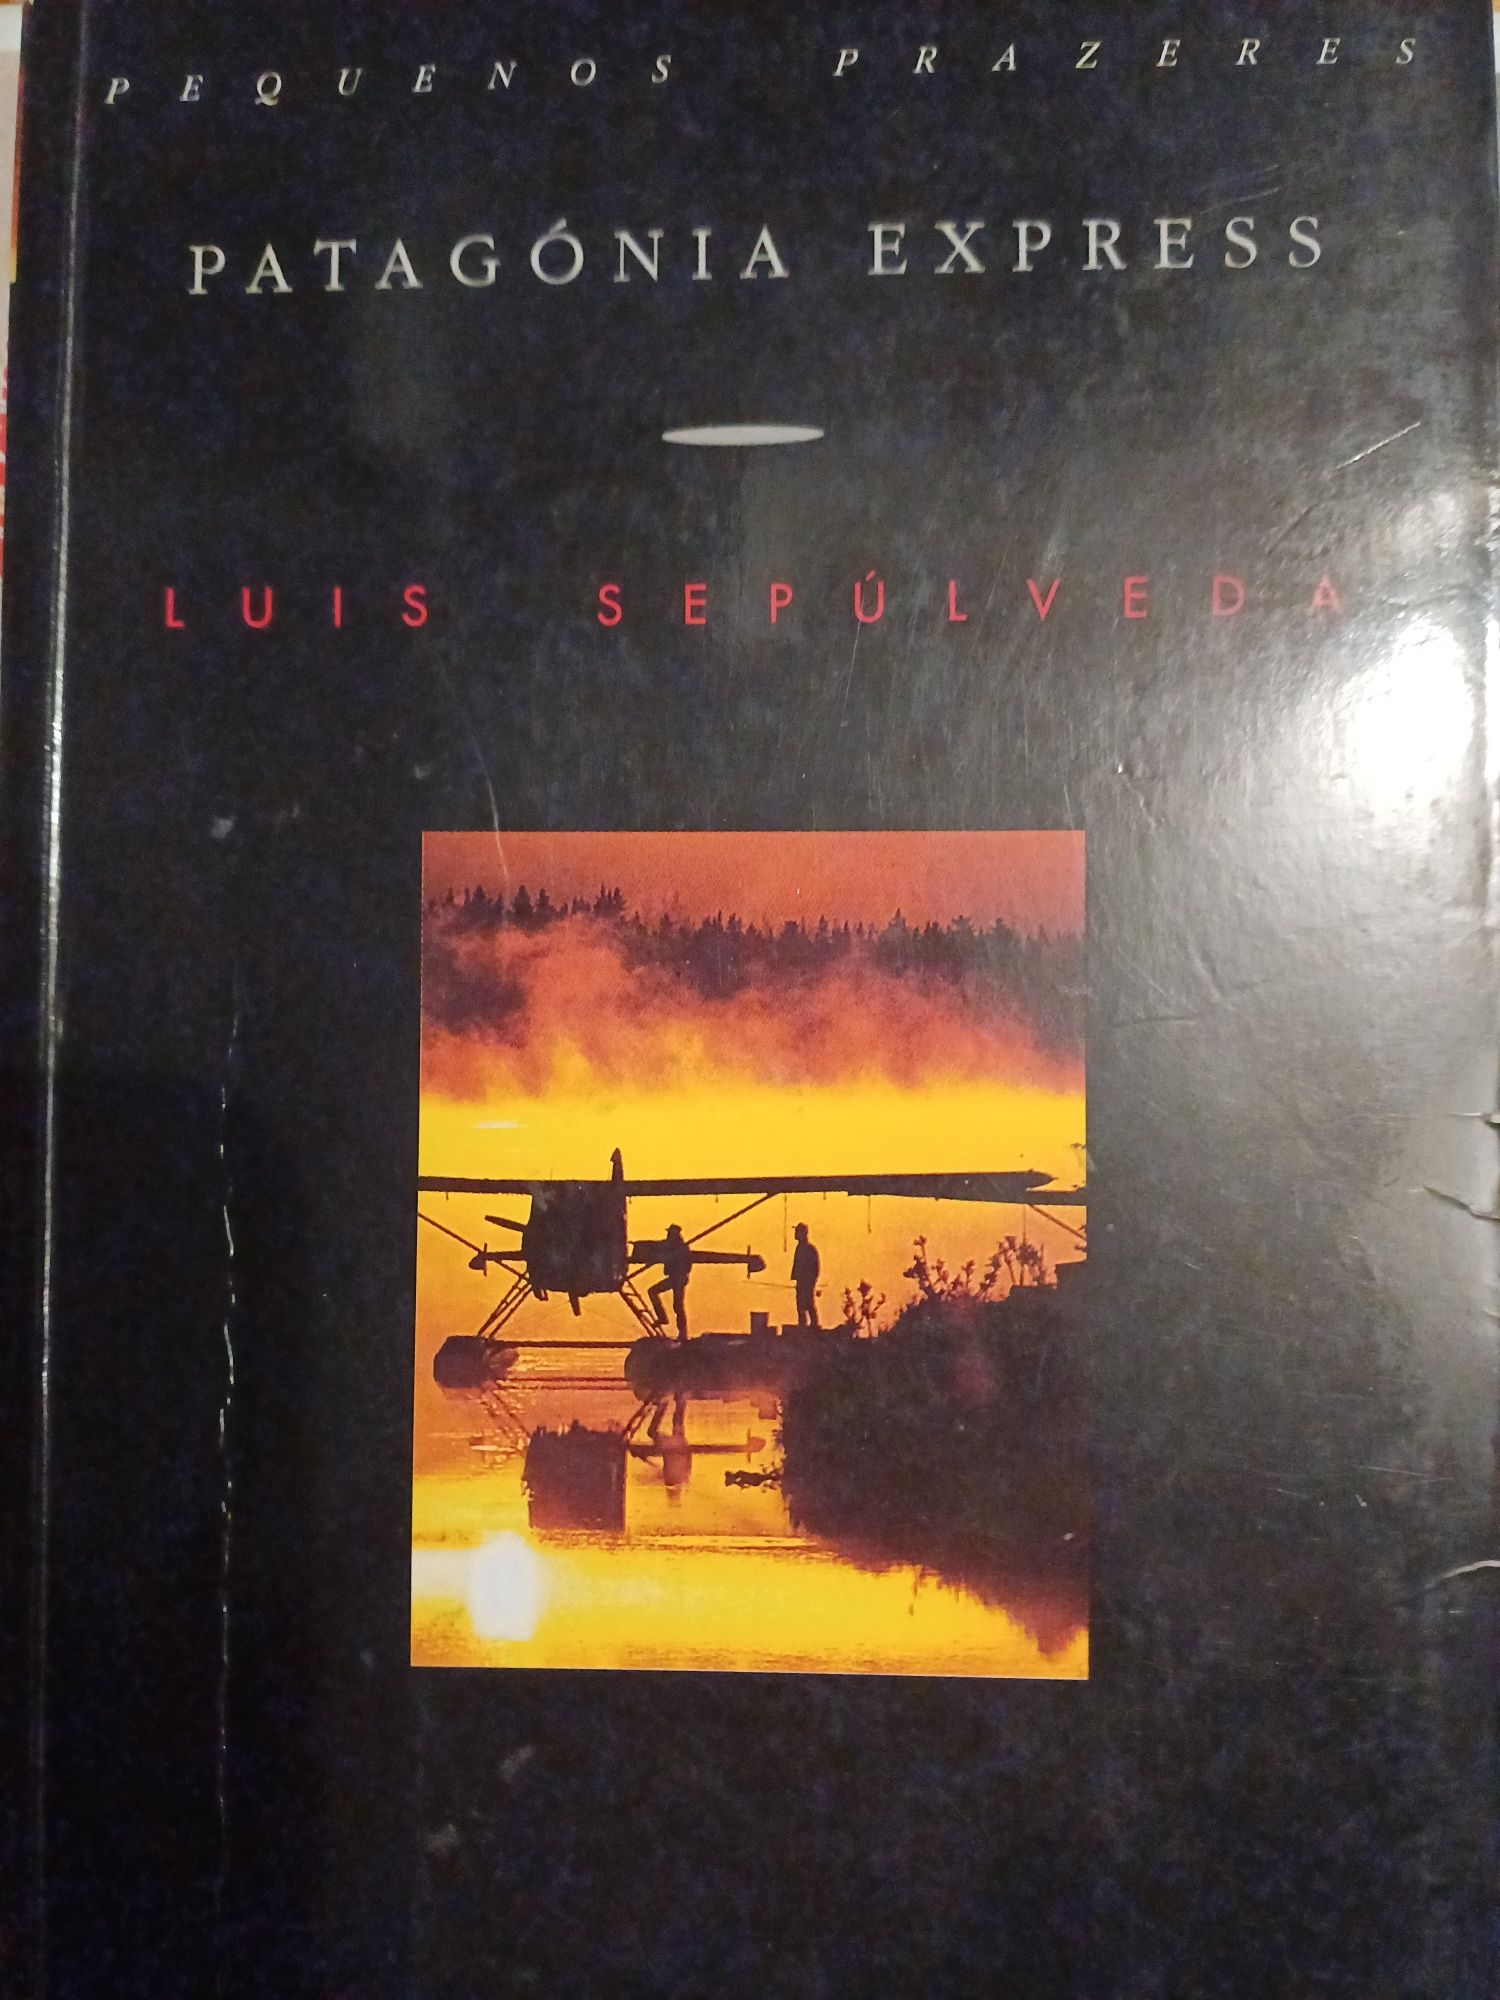 PEQUENOS PRAZERES
PATAGÓNIA EXPRESS
LUIS SEPÚLVEDA